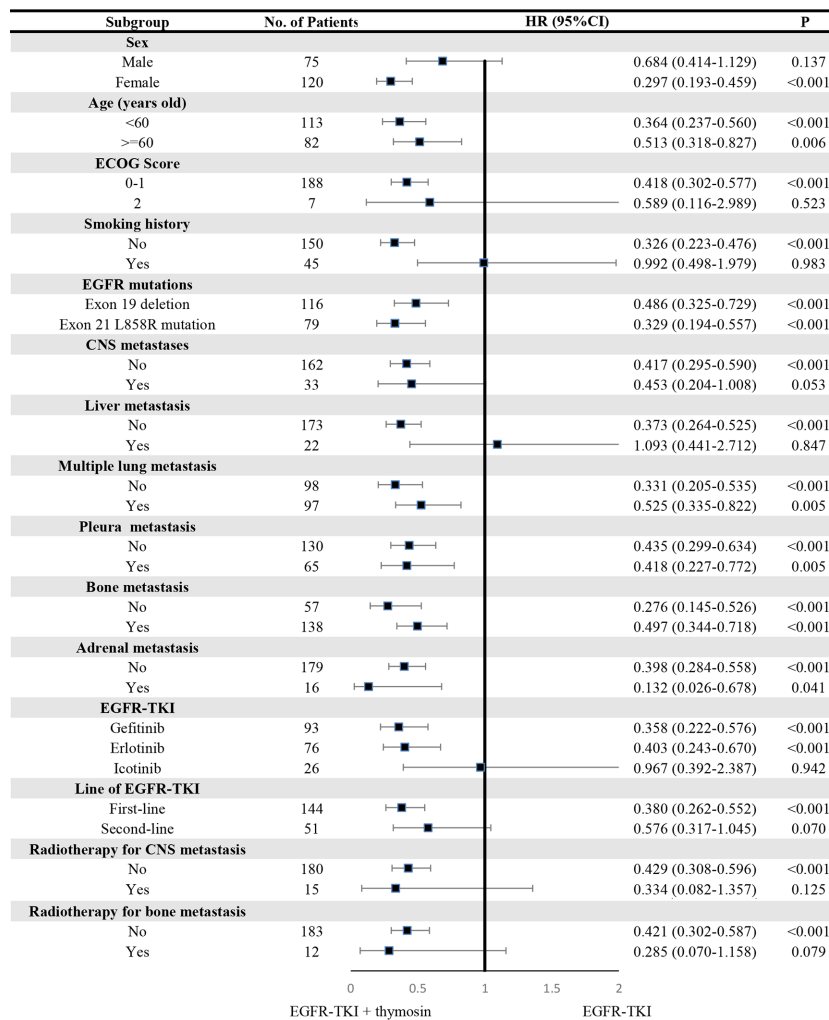 Subgroup No. of Patients HR (95%CI) P
Sex
Male 75 0.684 (0.414-1.129) 0.137
Female 120 0.297 (0.193-0.459) <0.001
Age (years old)
<60 113 0.364 (0.237-0.560) <0.001
>=60 82 0.513 (0.318-0.827) 0.006
ECOG Score
0-1 188 0.418 (0.302-0.577) <0.001
2 7 0.589 (0.116-2.989) 0.523
Smoking history
No 150 0.326 (0.223-0.476) <0.001
Yes 45 0.992 (0.498-1.979) 0.983
EGFR mutations
Exon 19 deletion 116 0.486 (0.325-0.729) <0.001
Exon 21 L858R mutation 79 0.329 (0.194-0.557) <0.001
CNS metastases
No 162 0.417 (0.295-0.590) <0.001
Yes 33 0.453 (0.204-1.008) 0.053
Liver metastasis
No 173 0.373 (0.264-0.525) <0.001
Yes 22 1.093 (0.441-2.712) 0.847
Multiple lung metastasis
No 98 0.331 (0.205-0.535) <0.001
Yes 97 0.525 (0.335-0.822) 0.005
Pleura metastasis
No 130 0.435 (0.299-0.634) <0.001
Yes 65 0.418 (0.227-0.772) 0.005
Bone metastasis
No 57 0.276 (0.145-0.526) <0.001
Yes 138 0.497 (0.344-0.718) <0.001
Adrenal metastasis
No 179 0.398 (0.284-0.558) <0.001
Yes 16 0.132 (0.026-0.678) 0.041
EGFR-TKI
Gefitinib 93 0.358 (0.222-0.576) <0.001
Erlotinib 76 0.403 (0.243-0.670) <0.001
Icotinib 26 0.967 (0.392-2.387) 0.942
Line of EGFR-TKI
First-line 144 0.380 (0.262-0.552) <0.001
Second-line 51 0.576 (0.317-1.045) 0.070
Radiotherapy for CNS metastasis
No 180 0.429 (0.308-0.596) <0.001
Yes 15 0.334 (0.082-1.357) 0.125
Radiotherapy for bone metastasis
No 183 0.421 (0.302-0.587) <0.001
Yes 12 0.285 (0.070-1.158) 0.079
0 0.5 1 1.5 2
EGFR-TKI + thymosin EGFR-TKI